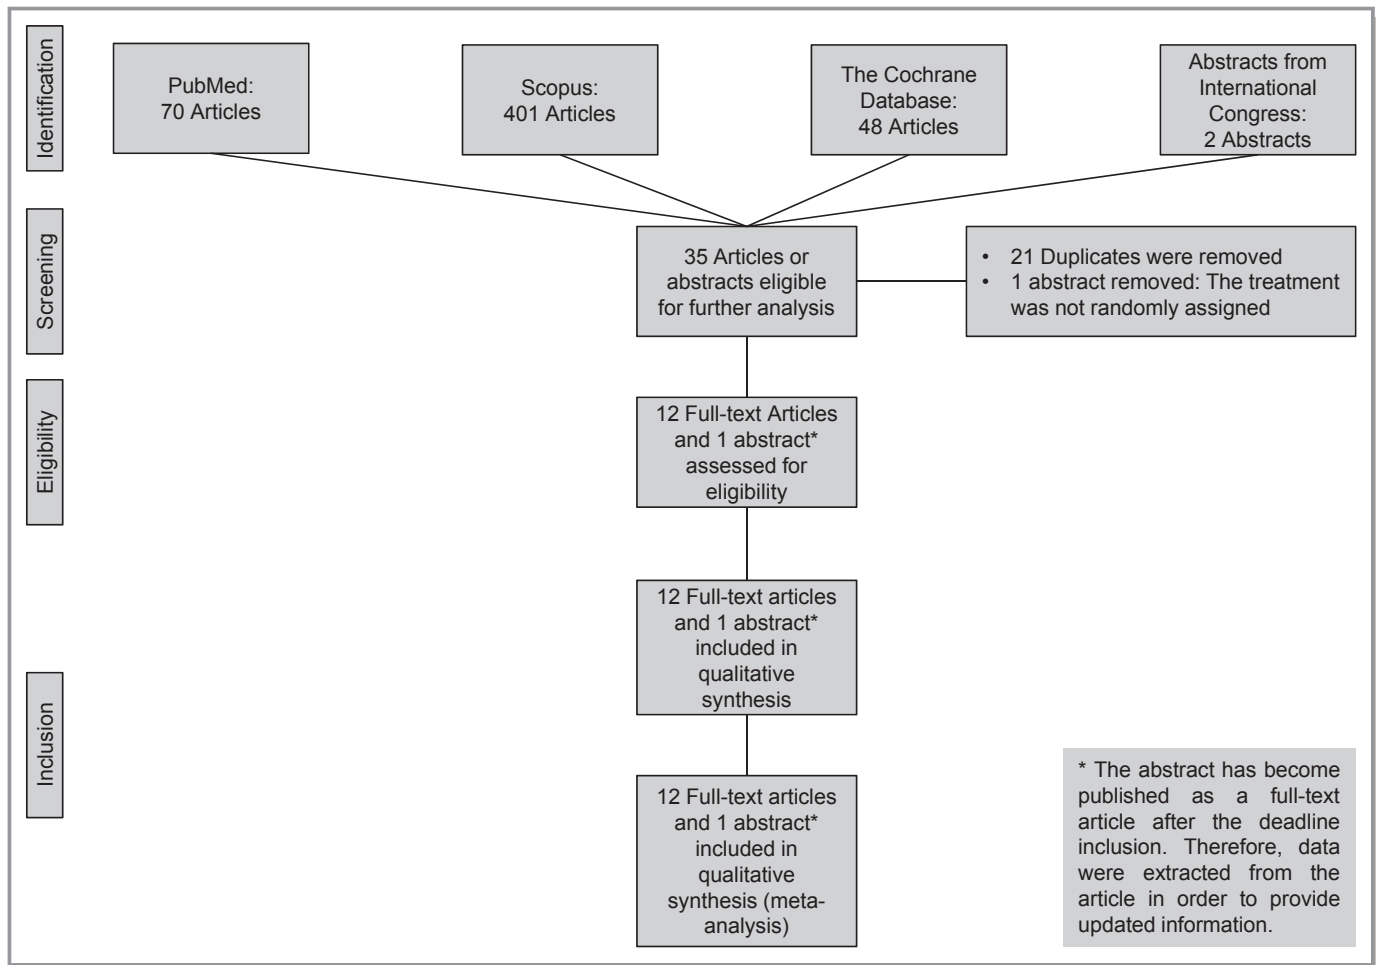 Identification
PubMed:
70 Articles
Scopus:
401 Articles
The Cochrane
Database:
48 Articles
Abstracts from
International
Congress:
2 Abstracts
Screening
35 Articles or
abstracts eligible
for further analysis
• 21 Duplicates were removed
• 1 abstract removed: The treatment
was not randomly assigned
Eligibility
12 Full-text Articles
and 1 abstract*
assessed for
eligibility
Inclusion
12 Full-text articles
and 1 abstract*
included in
qualitative
synthesis
12 Full-text articles
and 1 abstract*
included in
qualitative
synthesis (meta-
analysis)
* The abstract has become
published as a full-text
article after the deadline
inclusion. Therefore, data
were extracted from the
article in order to provide
updated information.